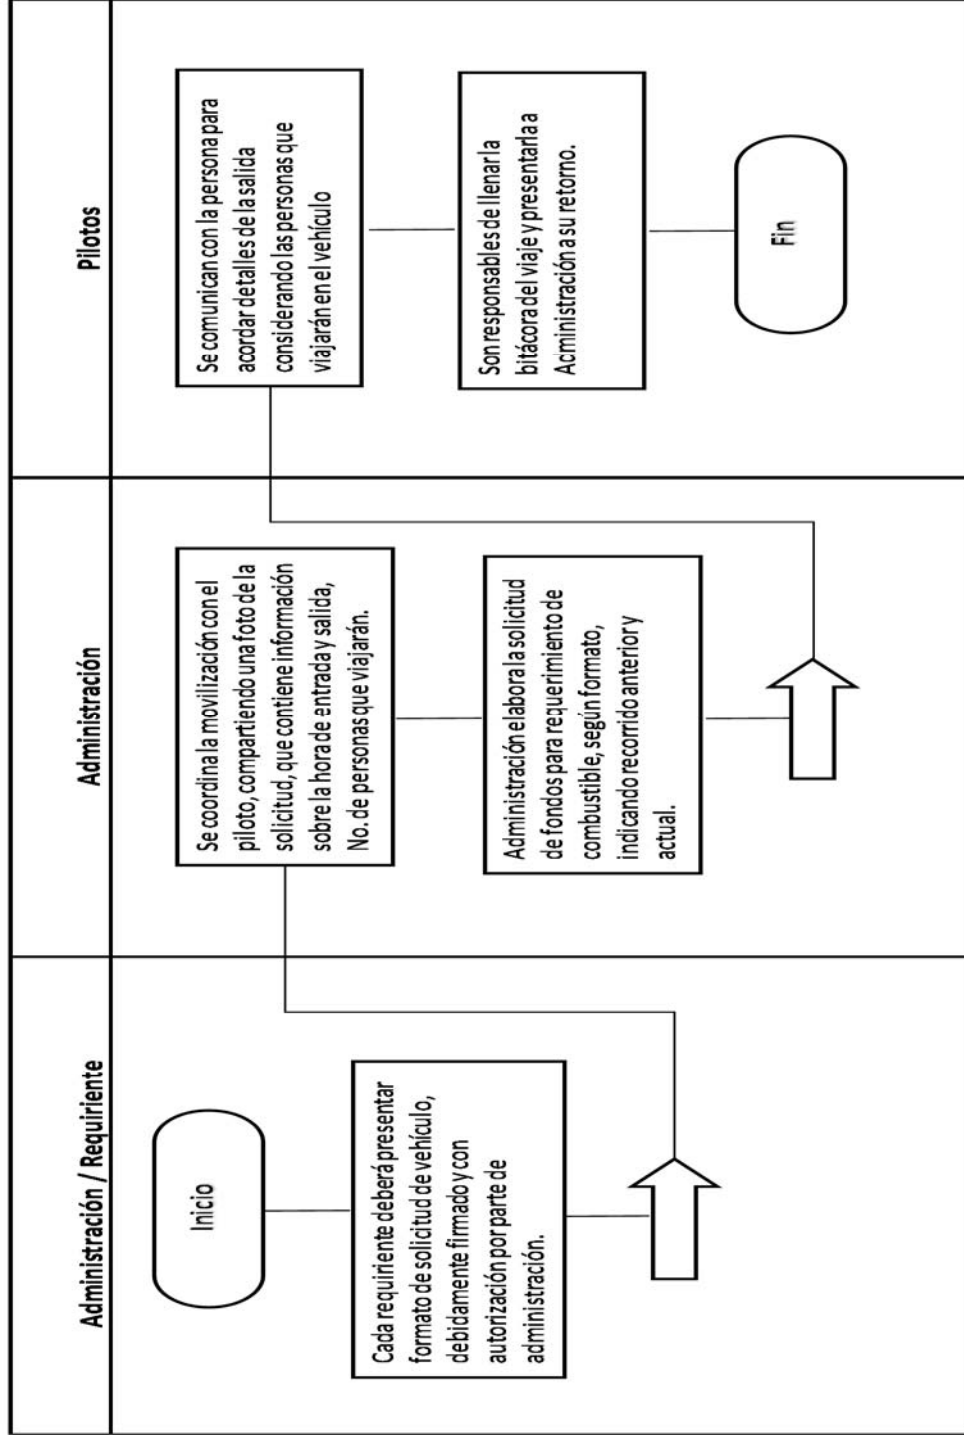 Administración / Requiriente
Inicio
Cada requiriente deberá presentar
formato de solicitud de vehículo,
debidamente firmado y con
autorización por parte de
administración.
Administración
Se coordina la movilización con el
piloto, compartiendo una foto de la
solicitud, que contiene información
sobre la hora de entrada y salida,
No. de personas que viajarán.
Administración elabora la solicitud
de fondos para requerimiento de
combustible, según formato,
indicando recorrido anterior y
actual.
Pilotos
Se comunican con la persona para
acordar detalles de la salida
considerando las personas que
viajarán en el vehículo
Son responsables de llenar la
bitácora del viaje y presentarla a
Acministración a su retorno.
Fin